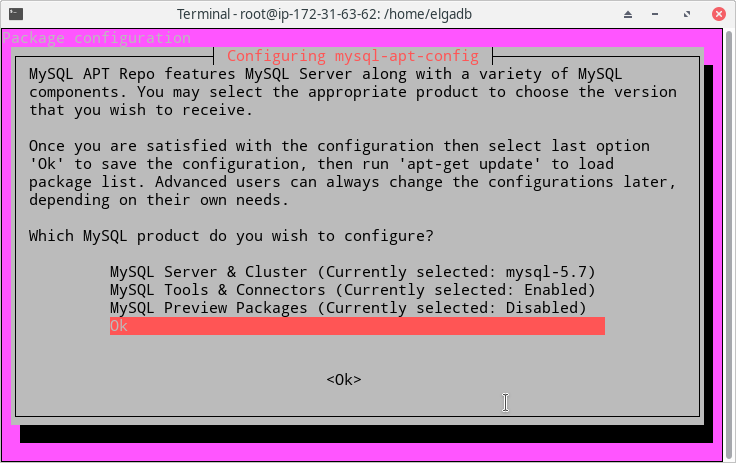 Terminal - root@ip-172-31-63-62: /home/elgadb
Package configuration
Configuring mysql-apt-config
MySQL APT Repo features MySQL Server along with a variety of MySQL
components. You may select the appropriate product to choose the version
that you wish to receive.
Once you are satisfied with the configuration then select last option
'Ok' to save the configuration, then run 'apt-get update' to load
package list. Advanced users can always change the configurations later,
depending on their own needs.
Which MySQL product do you wish to configure?
MySQL Server & Cluster (Currently selected: mysql-5.7)
MySQL Tools & Connectors (Currently selected: Enabled)
MySQL Preview Packages (Currently selected: Disabled)
Ok
<Ok>